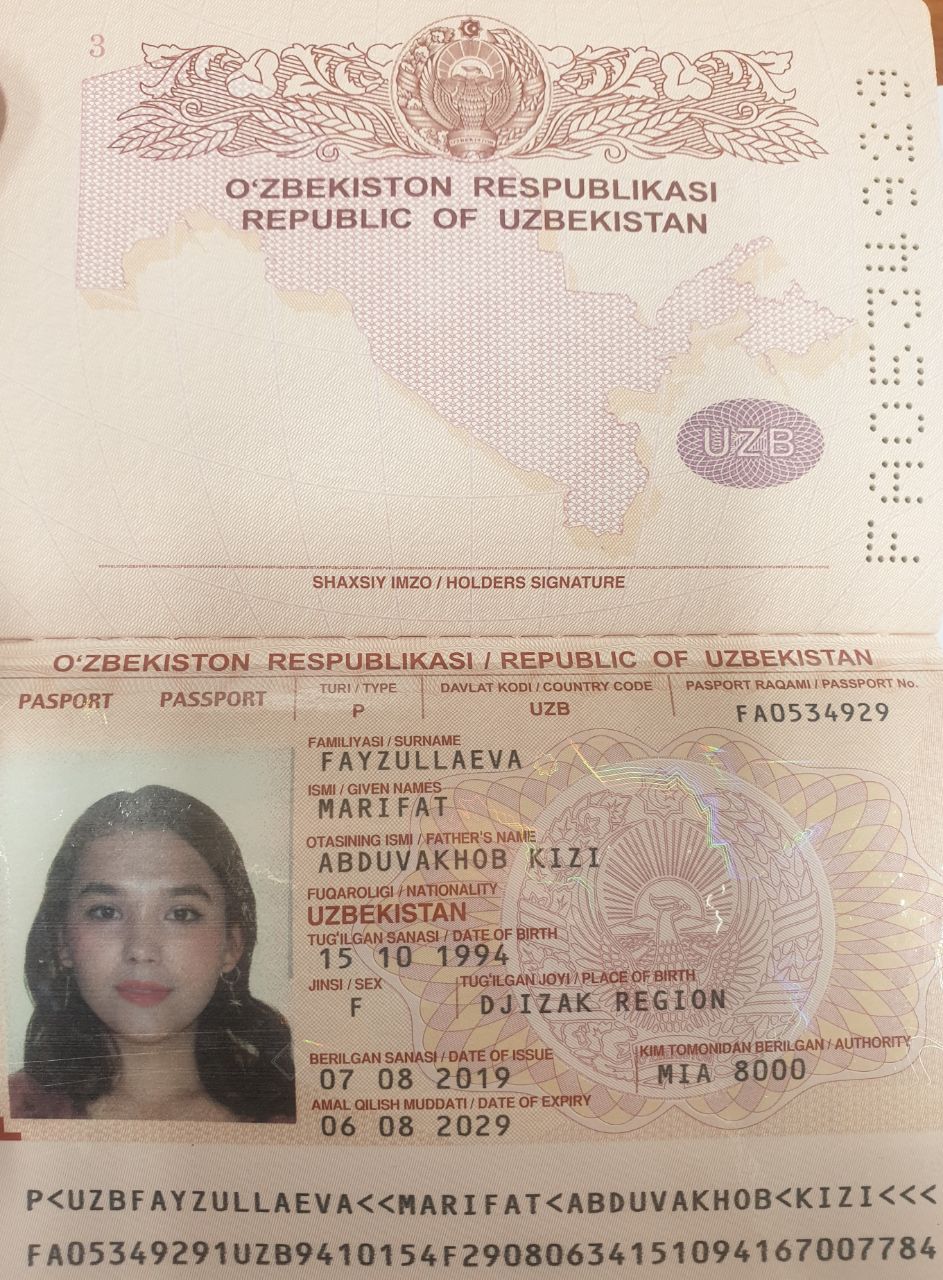 3
O‘ZBEKISTON RESPUBLIKASI
REPUBLIC OF UZBEKISTAN
FA0534929
UZB
SHAXSIY IMZO / HOLDERS SIGNATURE
O‘ZBEKISTON RESPUBLIKASI / REPUBLIC OF UZBEKISTAN
PASPORT PASSPORT
TURI / TYPE DAVLAT KODI / COUNTRY CODE PASPORT RAQAMI / PASSPORT No.
P UZB FA0534929
FAMILIYASI / SURNAME
FAYZULLAEVA
ISMI / GIVEN NAMES
MARIFAT
OTASINING ISMI / FATHER'S NAME
ABDUVAKHOB KIZI
FUQAROLIGI / NATIONALITY
UZBEKISTAN
TUG'ILGAN SANASI / DATE OF BIRTH
15 10 1994
JINSI / SEX TUG'ILGAN JOYI / PLACE OF BIRTH
F DJIZAK REGION
BERILGAN SANASI / DATE OF ISSUE KIM TOMONIDAN BERILGAN / AUTHORITY
07 08 2019 MIA 8000
AMAL QILISH MUDDATI / DATE OF EXPIRY
06 08 2029
P<UZBFAYZULLAEVA<<MARIFAT<ABDUVAKHOB<KIZI<<<
FA05349291UZB9410154F29080634151094167007784